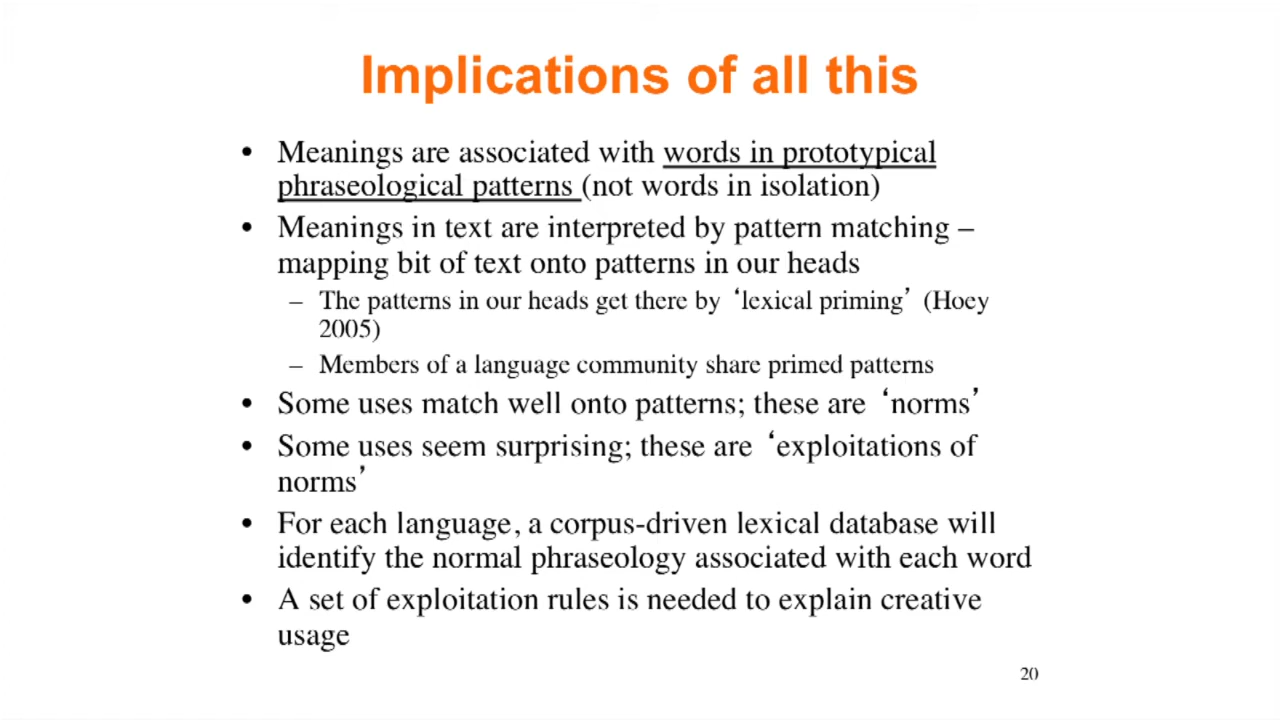 Implications of all this
• Meanings are associated with words in prototypical
phraseological patterns (not words in isolation)
• Meanings in text are interpreted by pattern matching –
mapping bit of text onto patterns in our heads
– The patterns in our heads get there by ‘lexical priming’ (Hoey
2005)
– Members of a language community share primed patterns
• Some uses match well onto patterns; these are ‘norms’
• Some uses seem surprising; these are ‘exploitations of
norms’
• For each language, a corpus-driven lexical database will
identify the normal phraseology associated with each word
• A set of exploitation rules is needed to explain creative
usage
20